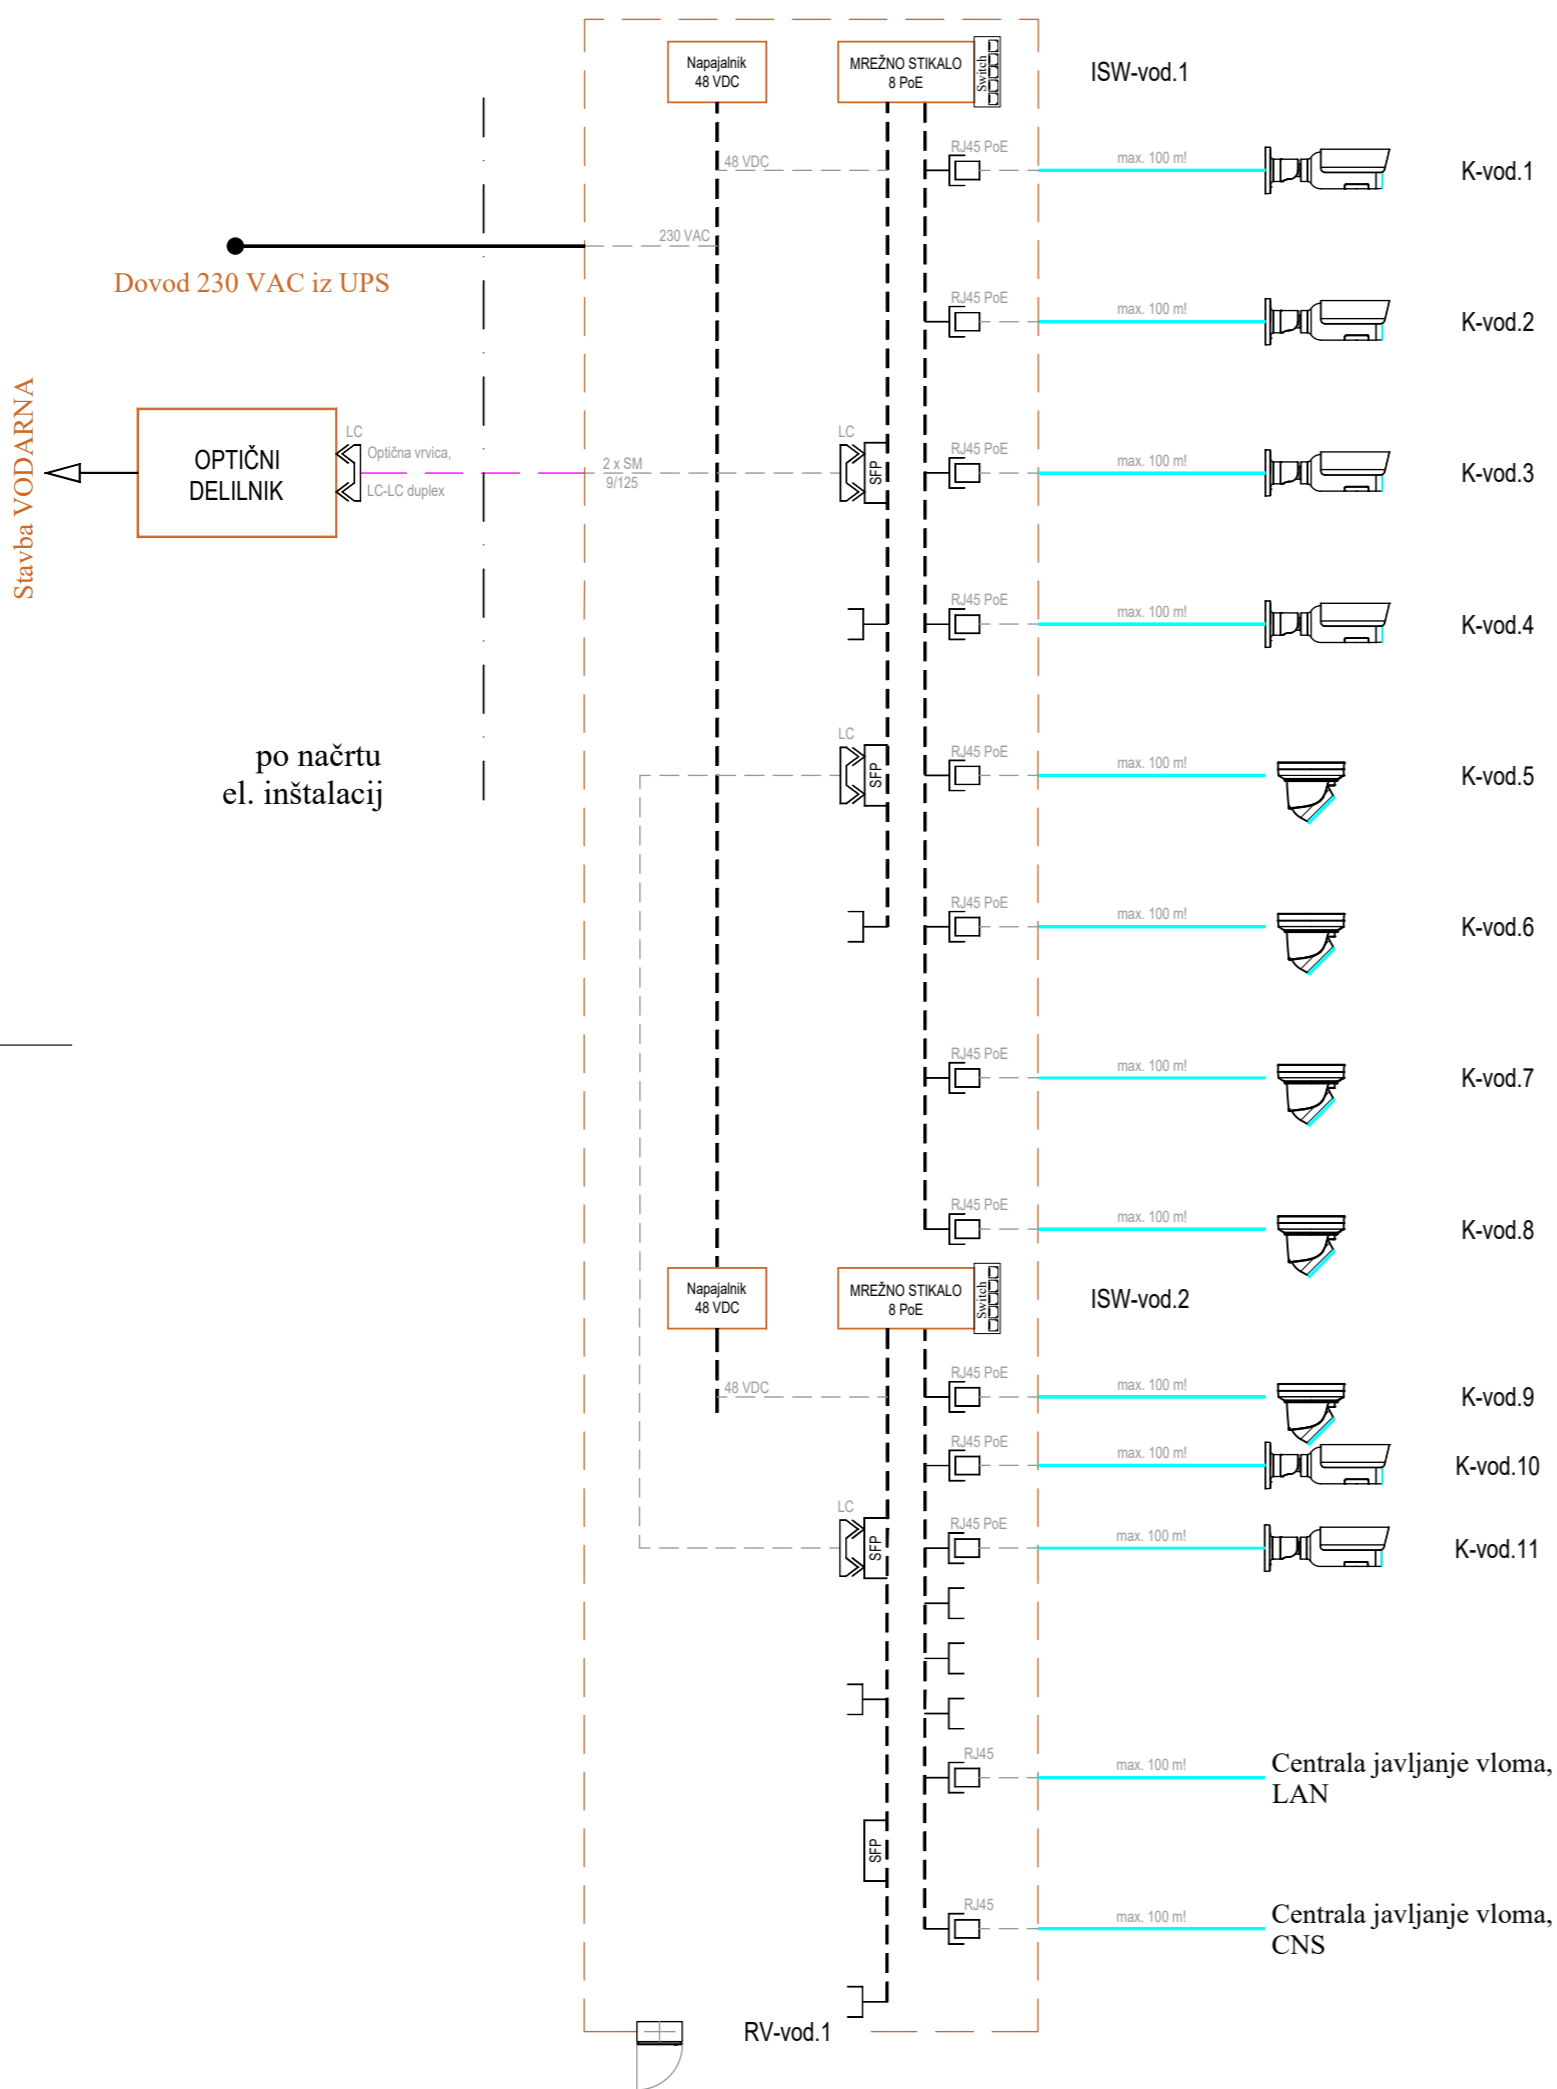 Napajalnik
48 VDC
MREŽNO STIKALO
8 PoE
Switch
ISW-vod.1
RJ45 PoE
max. 100 m!
K-vod.1
48 VDC
230 VAC
Dovod 230 VAC iz UPS
RJ45 PoE
max. 100 m!
K-vod.2
Stavba VODARNA
OPTIČNI
DELILNIK
LC
Optična vrvica,
LC-LC duplex
2 x SM
9/125
LC
SFP
RJ45 PoE
max. 100 m!
K-vod.3
RJ45 PoE
max. 100 m!
K-vod.4
po načrtu
el. inštalacij
LC
SFP
RJ45 PoE
max. 100 m!
K-vod.5
RJ45 PoE
max. 100 m!
K-vod.6
RJ45 PoE
max. 100 m!
K-vod.7
RJ45 PoE
max. 100 m!
K-vod.8
Napajalnik
48 VDC
MREŽNO STIKALO
8 PoE
Switch
ISW-vod.2
48 VDC
RJ45 PoE
max. 100 m!
K-vod.9
RJ45 PoE
max. 100 m!
K-vod.10
LC
SFP
RJ45 PoE
max. 100 m!
K-vod.11
RJ45
max. 100 m!
Centrala javljanje vloma,
LAN
SFP
RJ45
max. 100 m!
Centrala javljanje vloma,
CNS
RV-vod.1